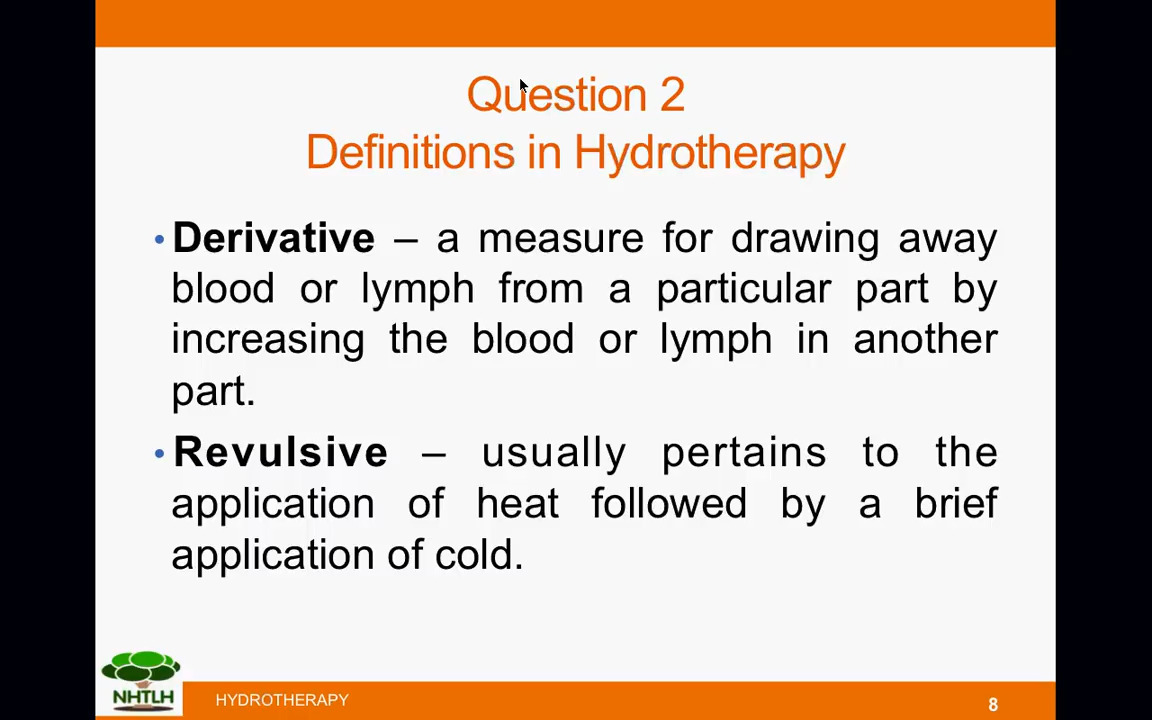 Question 2
Definitions in Hydrotherapy
• Derivative – a measure for drawing away
blood or lymph from a particular part by
increasing the blood or lymph in another
part.
• Revulsive – usually pertains to the
application of heat followed by a brief
application of cold.
NHTLH
HYDROTHERAPY
8